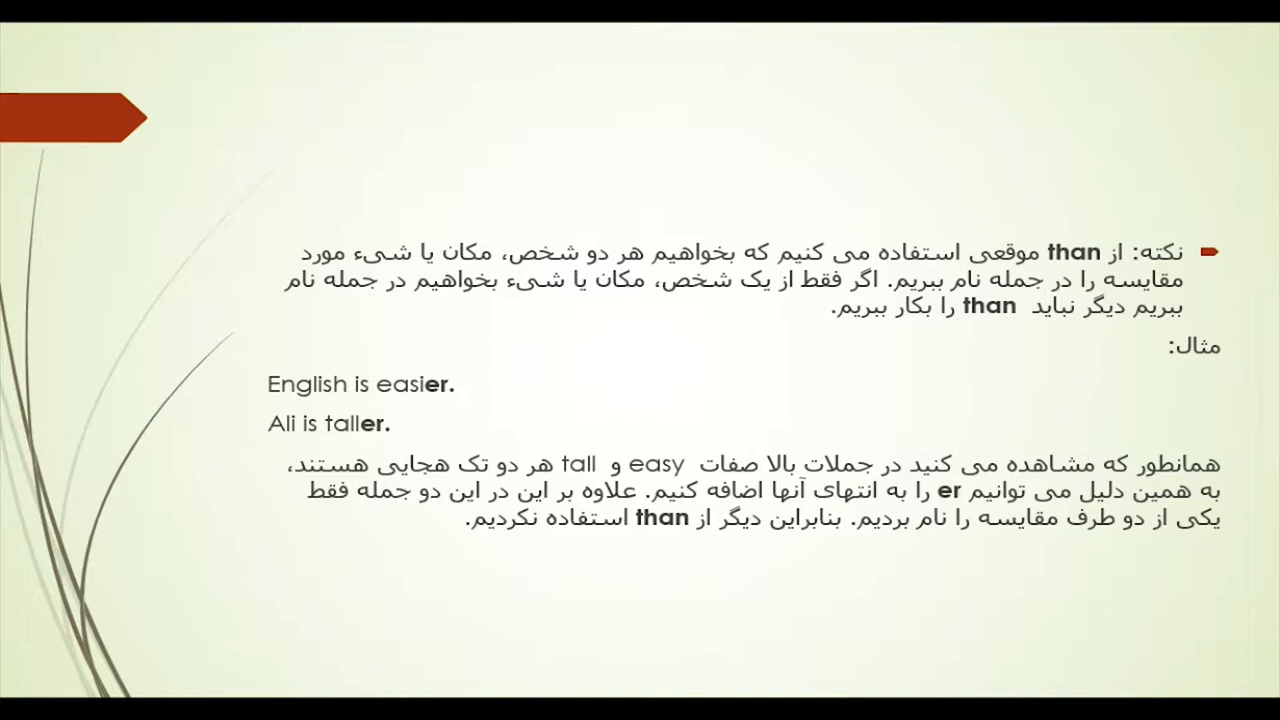 نکته: از than موقعی استفاده می کنیم که بخواهیم هر دو شخص، مکان یا شیء مورد
مقایسه را در جمله نام ببریم. اگر فقط از یک شخص، مکان یا شیء بخواهیم در جمله نام
ببریم دیگر نباید than را بکار ببریم.
مثال:
English is easier.
Ali is taller.
همانطور که مشاهده می کنید در جملات بالا صفات easy و tall هر دو تک هجایی هستند،
به همین دلیل می توانیم er را به انتهای آنها اضافه کنیم. علاوه بر این در این دو جمله فقط
یکی از دو طرف مقایسه را نام بردیم. بنابراین دیگر از than استفاده نکردیم.